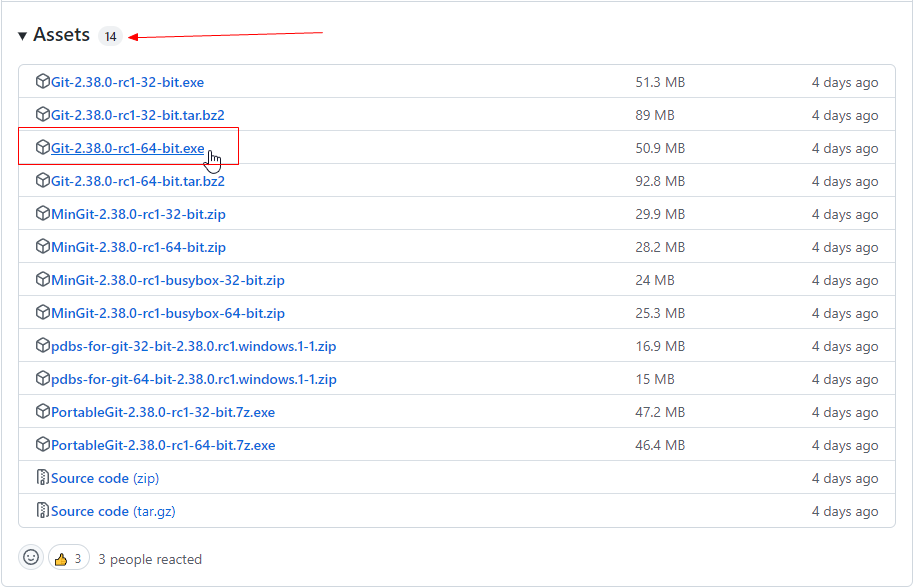 Assets 14
Git-2.38.0-rc1-32-bit.exe 51.3 MB 4 days ago
Git-2.38.0-rc1-32-bit.tar.bz2 89 MB 4 days ago
Git-2.38.0-rc1-64-bit.exe 50.9 MB 4 days ago
Git-2.38.0-rc1-64-bit.tar.bz2 92.8 MB 4 days ago
MinGit-2.38.0-rc1-32-bit.zip 29.9 MB 4 days ago
MinGit-2.38.0-rc1-64-bit.zip 28.2 MB 4 days ago
MinGit-2.38.0-rc1-busybox-32-bit.zip 24 MB 4 days ago
MinGit-2.38.0-rc1-busybox-64-bit.zip 25.3 MB 4 days ago
pdbs-for-git-32-bit-2.38.0.rc1.windows.1-1.zip 16.9 MB 4 days ago
pdbs-for-git-64-bit-2.38.0.rc1.windows.1-1.zip 15 MB 4 days ago
PortableGit-2.38.0-rc1-32-bit.7z.exe 47.2 MB 4 days ago
PortableGit-2.38.0-rc1-64-bit.7z.exe 46.4 MB 4 days ago
Source code (zip) 4 days ago
Source code (tar.gz) 4 days ago
3 3 people reacted